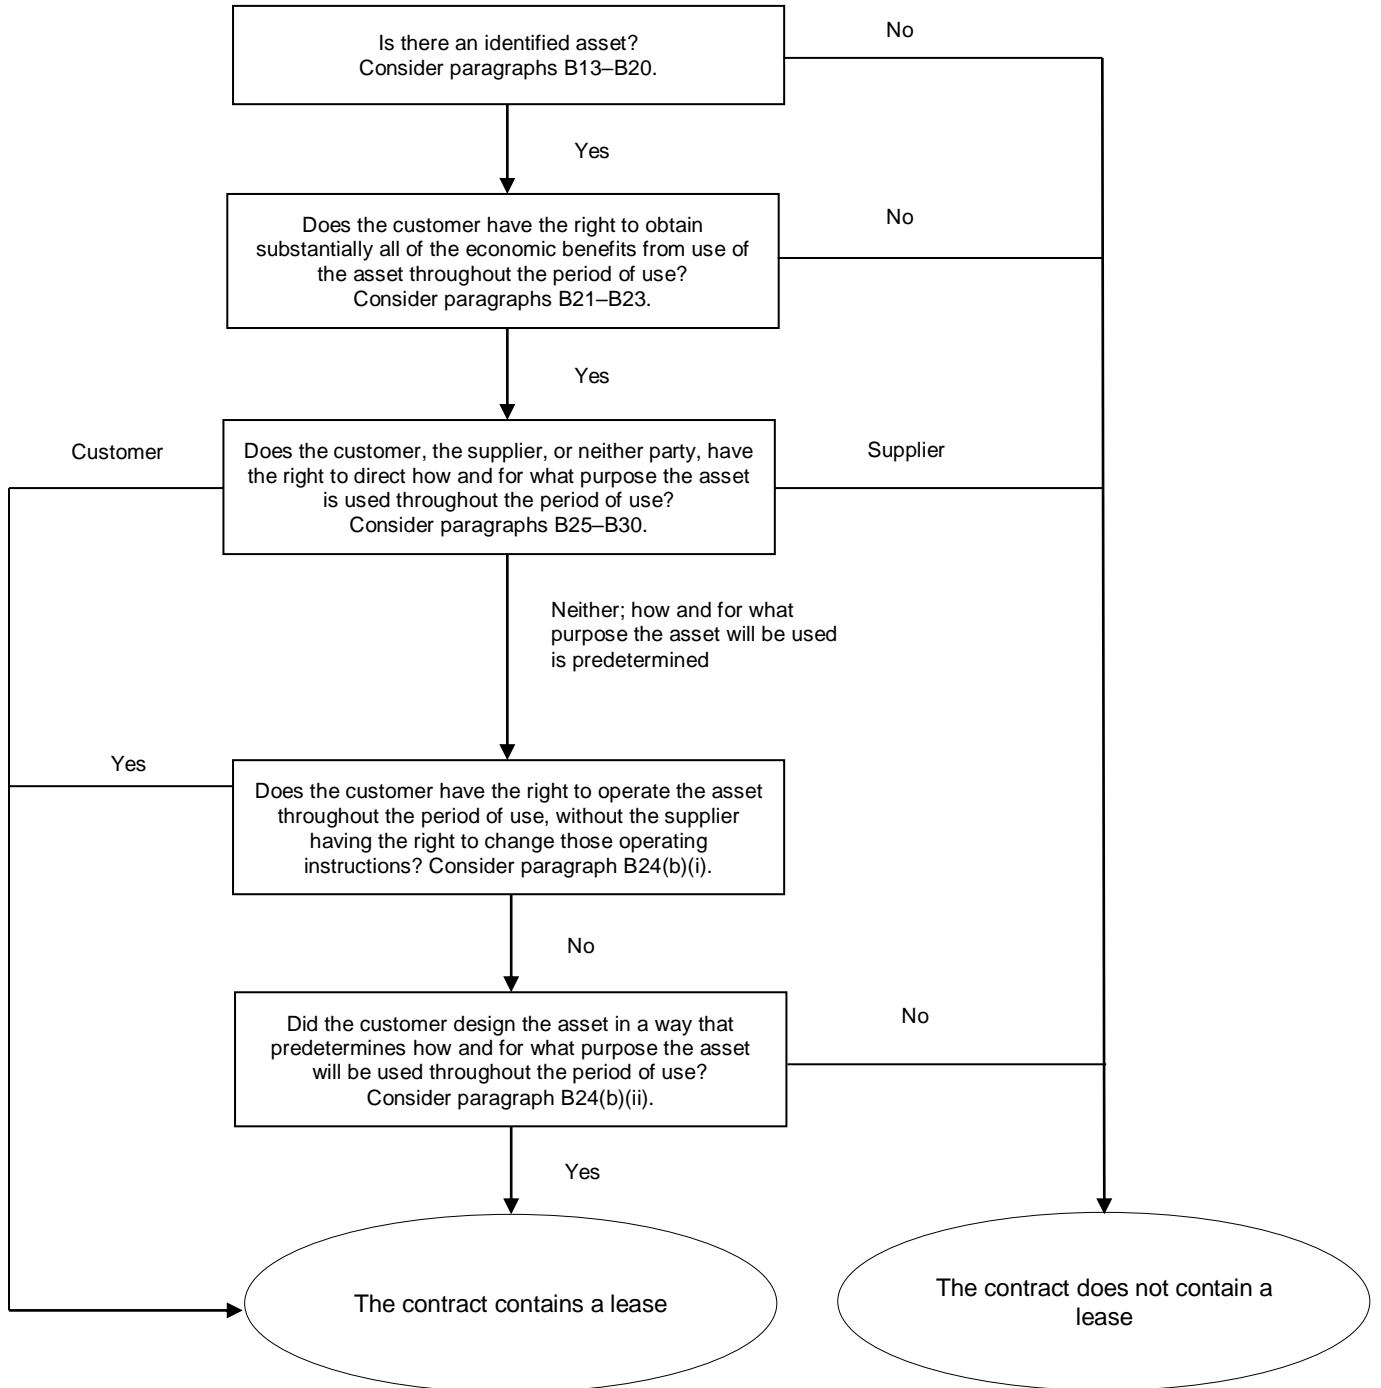 Is there an identified asset?
Consider paragraphs B13–B20.
No
Yes
Does the customer have the right to obtain
substantially all of the economic benefits from use of
the asset throughout the period of use?
Consider paragraphs B21–B23.
No
Yes
Customer
Does the customer, the supplier, or neither party, have
the right to direct how and for what purpose the asset
is used throughout the period of use?
Consider paragraphs B25–B30.
Supplier
Neither; how and for what
purpose the asset will be used
is predetermined
Yes
Does the customer have the right to operate the asset
throughout the period of use, without the supplier
having the right to change those operating
instructions? Consider paragraph B24(b)(i).
No
Did the customer design the asset in a way that
predetermines how and for what purpose the asset
will be used throughout the period of use?
Consider paragraph B24(b)(ii).
No
Yes
The contract contains a lease
The contract does not contain a
lease